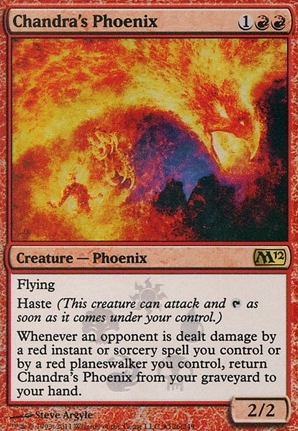 Chandra's Phoenix 1
Creature — Phoenix M12
Flying
Haste (This creature can attack and as
soon as it comes under your control.)
Whenever an opponent is dealt damage by
a red instant or sorcery spell you control or
by a red planeswalker you control, return
Chandra's Phoenix from your graveyard to
your hand.
2/2
Steve Argyle